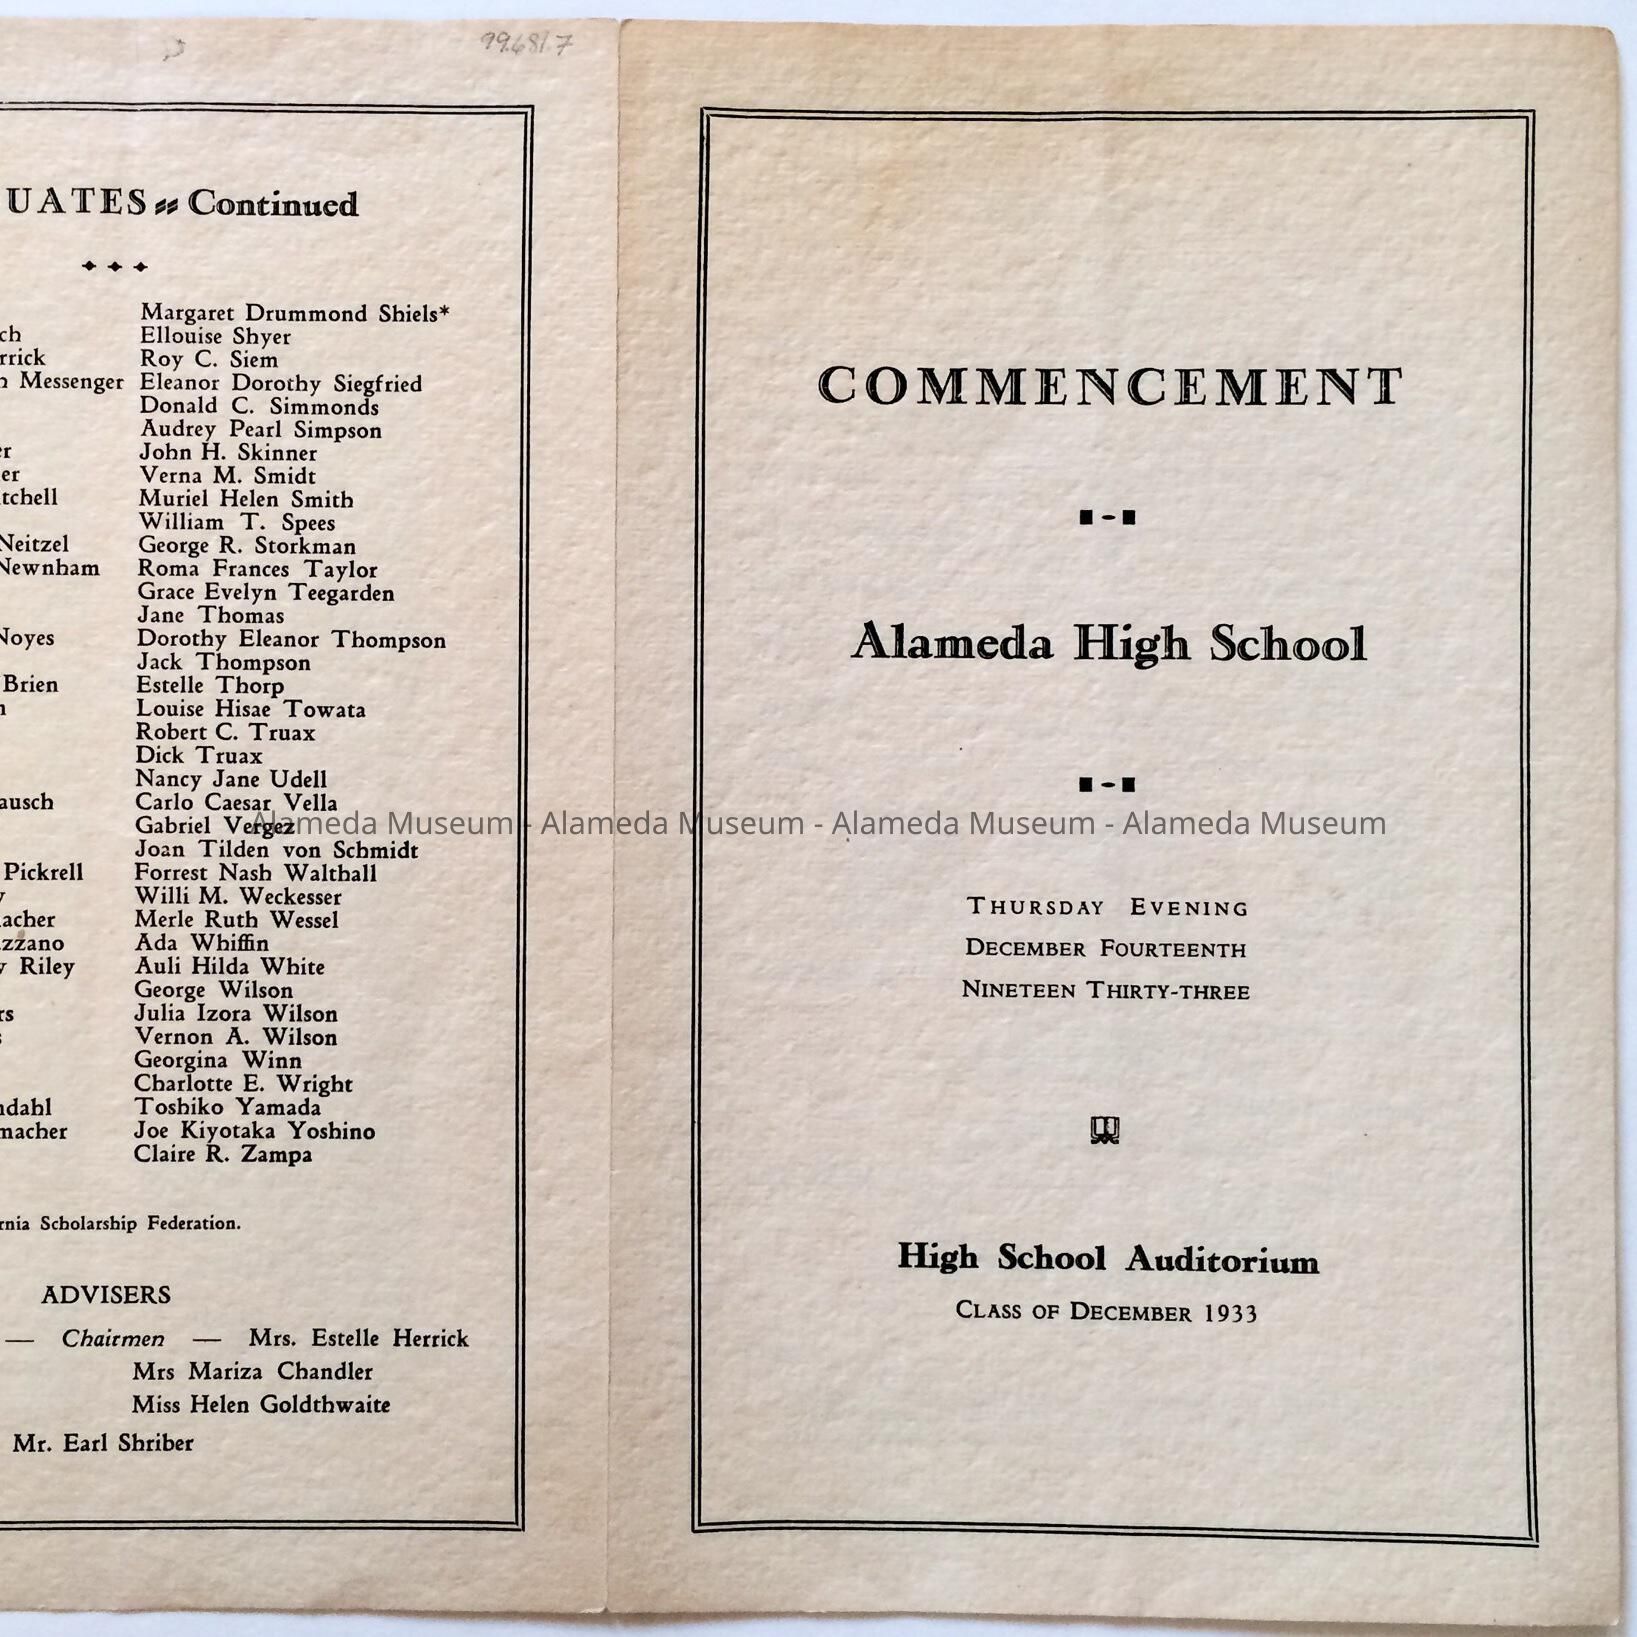 99.681.7
UATES Continued
Margaret Drummond Shiels*
ch Ellouise Shyer
rrick Roy C. Siem
Messenger Eleanor Dorothy Siegfried
Donald C. Simmonds
Audrey Pearl Simpson
er John H. Skinner
er Verna M. Smidt
tchell Muriel Helen Smith
William T. Spees
Neitzel George R. Storkman
Newnham Roma Frances Taylor
Grace Evelyn Teegarden
Jane Thomas
Noyes Dorothy Eleanor Thompson
Jack Thompson
Brien Estelle Thorp
Louise Hisae Towata
Robert C. Truax
Dick Truax
Nancy Jane Udell
ausch Carlo Caesar Vella
Gabriel Vergez
Joan Tilden von Schmidt
Pickrell Forrest Nash Walthall
Willi M. Weckesser
acher Merle Ruth Wessel
zzano Ada Whiffin
Riley Auli Hilda White
George Wilson
rs Julia Izora Wilson
s Vernon A. Wilson
Georgina Winn
Charlotte E. Wright
ndahl Toshiko Yamada
macher Joe Kiyotaka Yoshino
Claire R. Zampa
rnia Scholarship Federation.
ADVISERS
— Chairmen — Mrs. Estelle Herrick
Mrs Mariza Chandler
Miss Helen Goldthwaite
Mr. Earl Shriber
COMMENCEMENT
Alameda High School
Alameda Museum - Alameda Museum - Alameda Museum - Alameda Museum
THURSDAY EVENING
DECEMBER FOURTEENTH
NINETEEN THIRTY-THREE
High School Auditorium
CLASS OF DECEMBER 1933